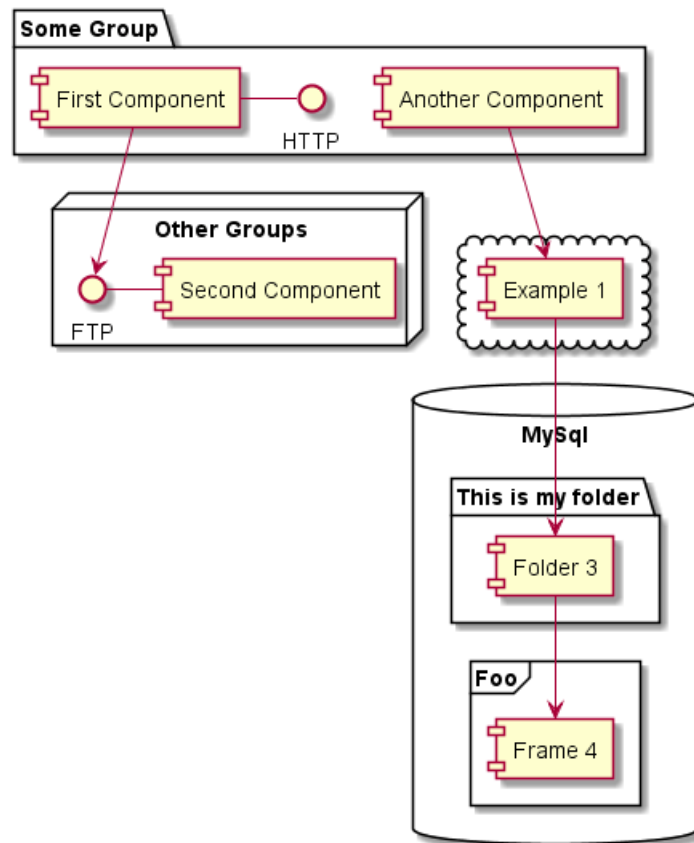 Some Group
First Component
HTTP
Another Component
Other Groups
FTP
Second Component
Example 1
MySql
This is my folder
Folder 3
Foo
Frame 4